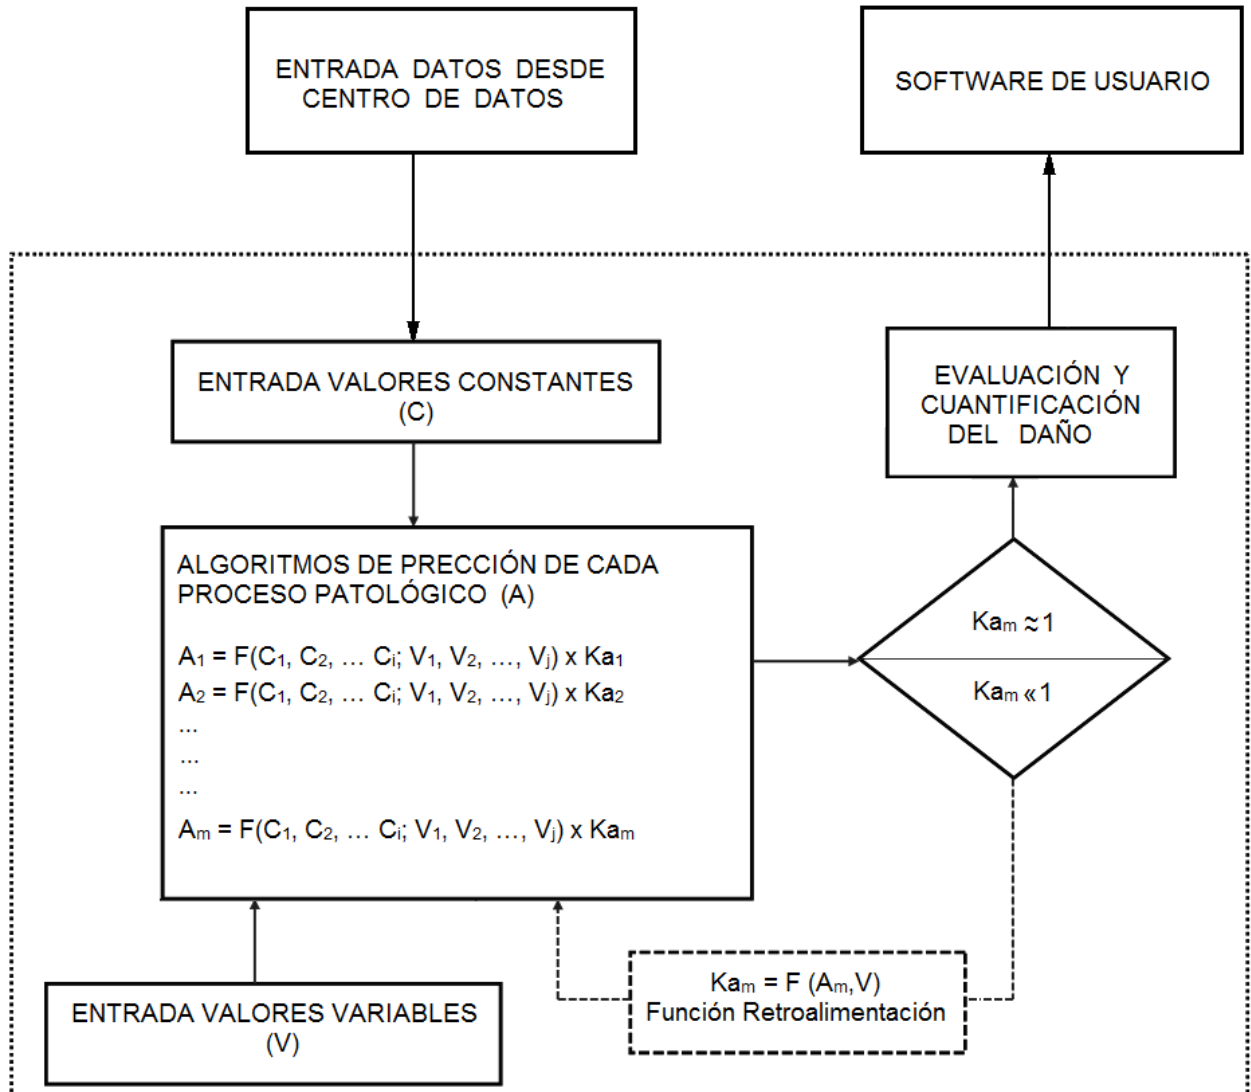 ENTRADA DATOS DESDE
CENTRO DE DATOS
SOFTWARE DE USUARIO
ENTRADA VALORES CONSTANTES
(C)
EVALUACIÓN Y
CUANTIFICACIÓN
DEL DAÑO
ALGORITMOS DE PRECCIÓN DE CADA
PROCESO PATOLÓGICO (A)
A₁ = F(C₁, C₂, … Cᵢ; V₁, V₂, …, Vⱼ) x Ka₁
A₂ = F(C₁, C₂, … Cᵢ; V₁, V₂, …, Vⱼ) x Ka₂
...
...
...
Aₘ = F(C₁, C₂, … Cᵢ; V₁, V₂, …, Vⱼ) x Kaₘ
Kaₘ ≈ 1
Kaₘ « 1
Kaₘ = F (Aₘ,V)
Función Retroalimentación
ENTRADA VALORES VARIABLES
(V)